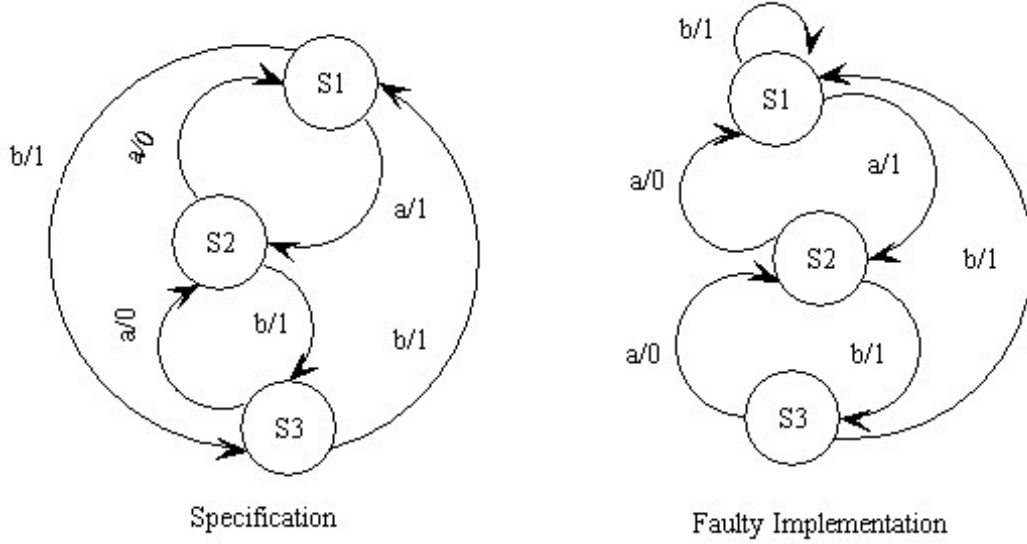 S1
b/1
a/0
a/1
S2
a/0
b/1
b/1
S3
Specification
b/1
S1
a/0
a/1
S2
b/1
a/0
b/1
S3
Faulty Implementation